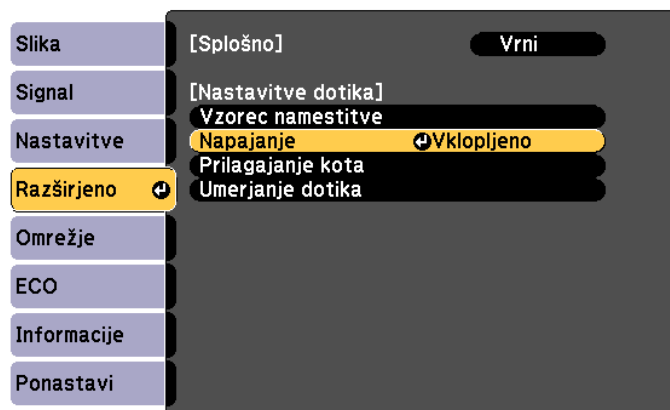 Slika
Signal
Nastavitve
Razširjeno
Omrežje
ECO
Informacije
Ponastavi
[Splošno] Vrni
[Nastavitve dotika]
Vzorec namestitve
Napajanje Vklopljeno
Prilagajanje kota
Umerjanje dotika